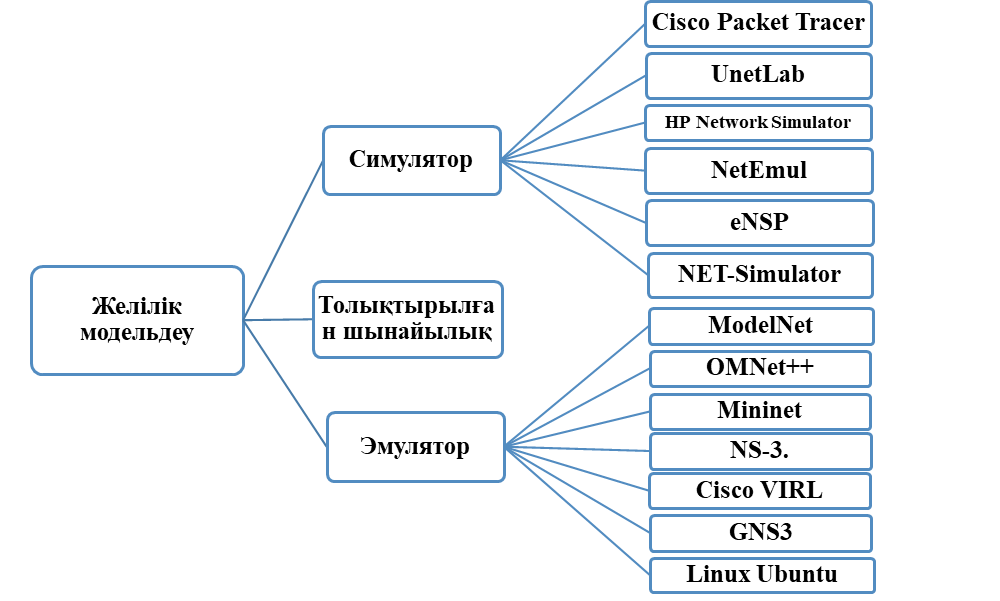 Желілік
модельдеу
Симулятор
Толықтырылға
н шынайылық
Эмулятор
Cisco Packet Tracer
UnetLab
HP Network Simulator
NetEmul
eNSP
NET-Simulator
ModelNet
OMNet++
Mininet
NS-3.
Cisco VIRL
GNS3
Linux Ubuntu